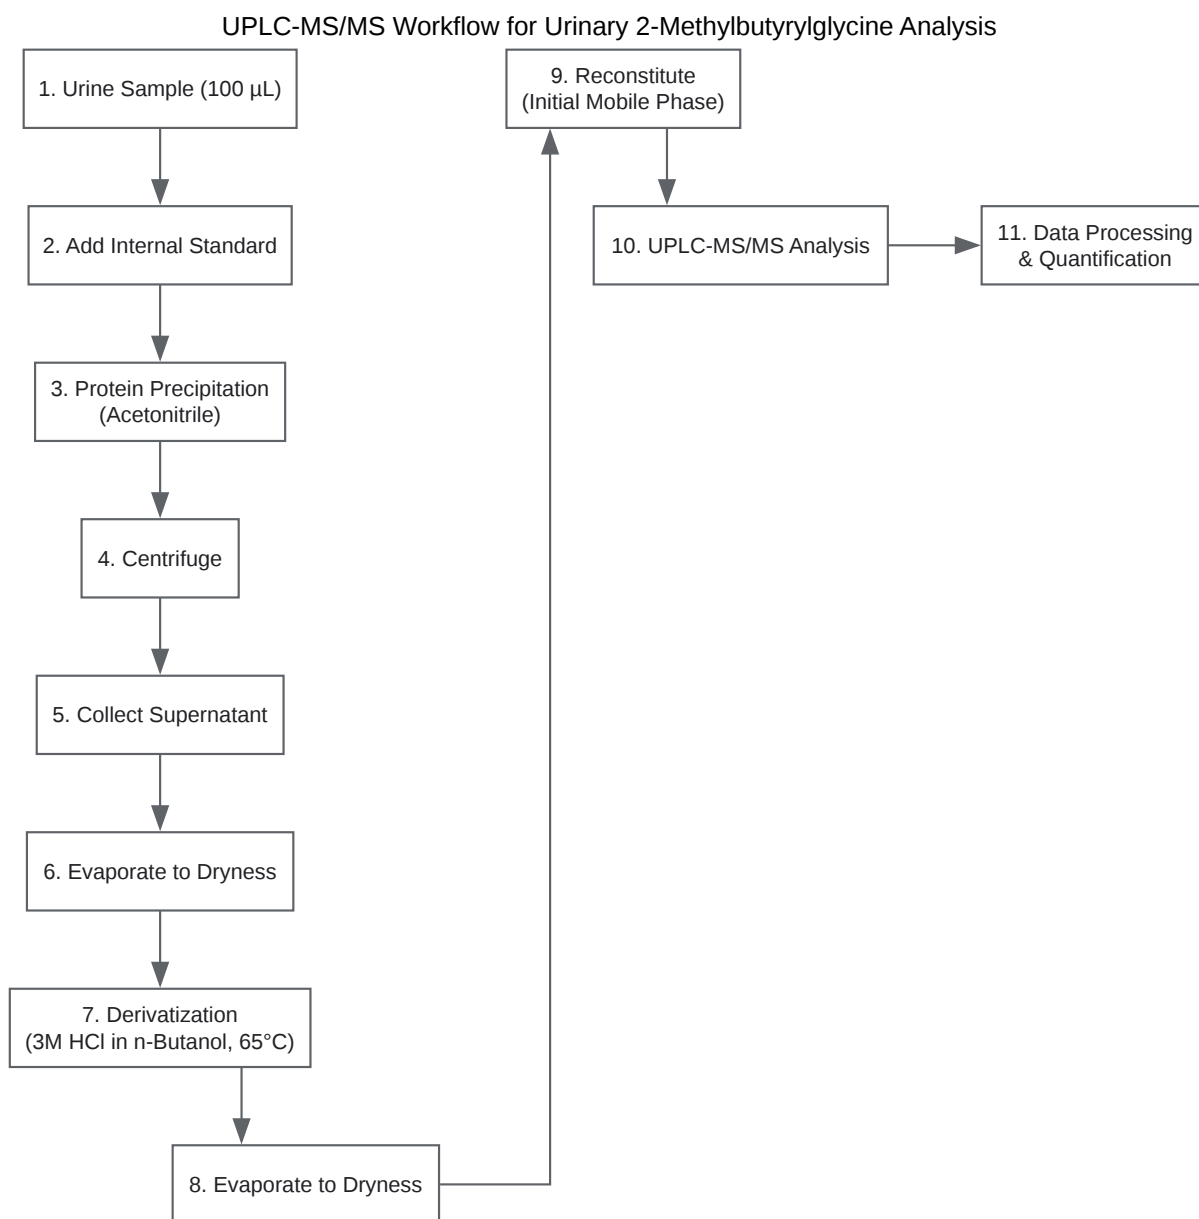 UPLC-MS/MS Workflow for Urinary 2-Methylbutyrylglycine Analysis
1. Urine Sample (100 µL)
2. Add Internal Standard
3. Protein Precipitation
(Acetonitrile)
4. Centrifuge
5. Collect Supernatant
6. Evaporate to Dryness
7. Derivatization
(3M HCl in n-Butanol, 65°C)
8. Evaporate to Dryness
9. Reconstitute
(Initial Mobile Phase)
10. UPLC-MS/MS Analysis
11. Data Processing
& Quantification